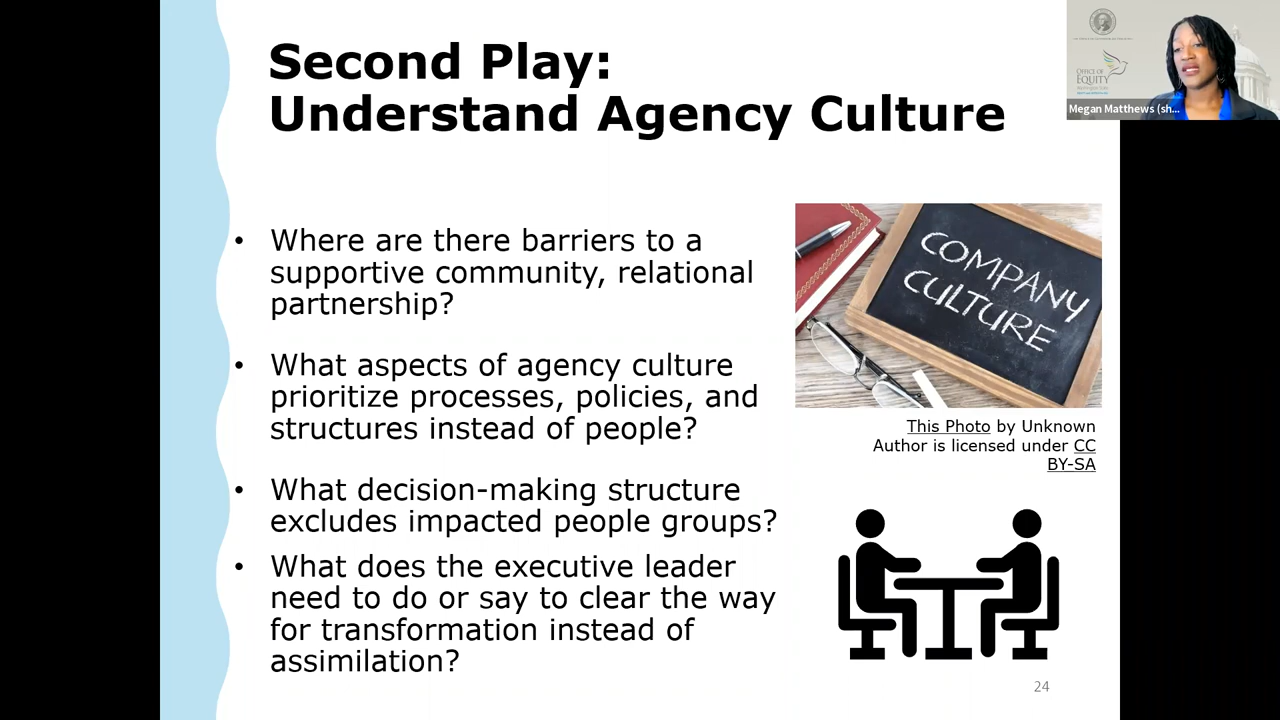 Second Play:
Understand Agency Culture
• Where are there barriers to a
supportive community, relational
partnership?
• What aspects of agency culture
prioritize processes, policies, and
structures instead of people?
• What decision-making structure
excludes impacted people groups?
• What does the executive leader
need to do or say to clear the way
for transformation instead of
assimilation?
COMPANY
CULTURE
This Photo by Unknown
Author is licensed under CC
BY-SA
24
OFFICE OF
EQUITY
Megan Matthews (sh...